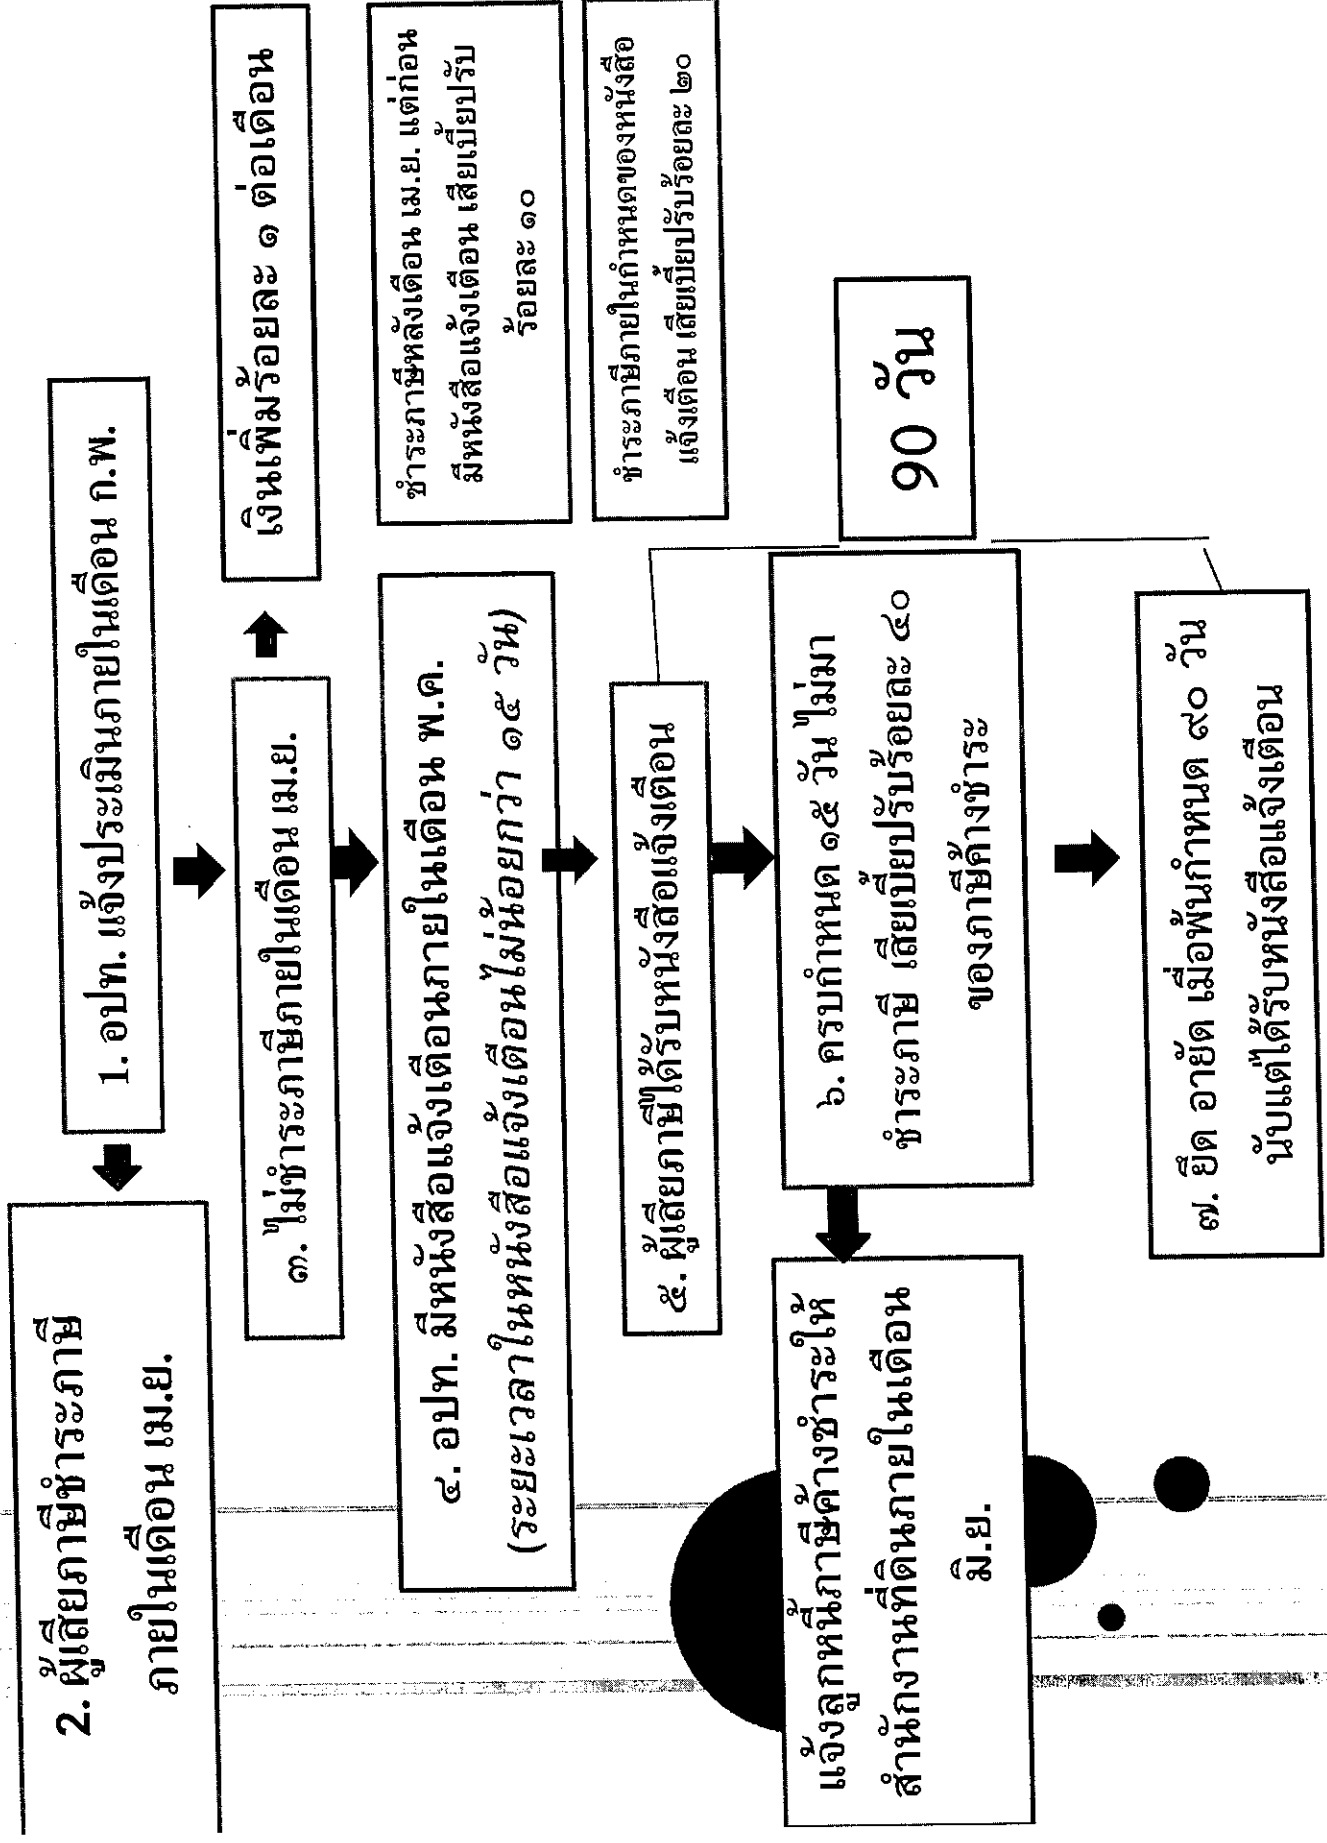 1. อปท. แจ้งประเมินภายในเดือน ก.พ.
2. ผู้เสียภาษีชำระภาษี
ภายในเดือน เม.ย.
๓. ไม่ชำระภาษีภายในเดือน เม.ย.
เงินเพิ่มร้อยละ ๑ ต่อเดือน
๔. อปท. มีหนังสือแจ้งเตือนภายในเดือน พ.ค.
(ระยะเวลาในหนังสือแจ้งเตือนไม่น้อยกว่า ๑๕ วัน)
ชำระภาษีหลังเดือน เม.ย. แต่ก่อน
มีหนังสือแจ้งเตือน เสียเบี้ยปรับ
ร้อยละ ๑๐
๕. ผู้เสียภาษีได้รับหนังสือแจ้งเตือน
ชำระภาษีภายในกำหนดของหนังสือ
แจ้งเตือน เสียเบี้ยปรับร้อยละ ๒๐
๖. ครบกำหนด ๑๕ วัน ไม่มา
ชำระภาษี เสียเบี้ยปรับร้อยละ ๔๐
ของภาษีค้างชำระ
90 วัน
แจ้งลูกหนี้ภาษีค้างชำระให้
สำนักงานที่ดินภายในเดือน
มิ.ย.
๗. ยึด อายัด เมื่อพ้นกำหนด ๙๐ วัน
นับแต่ได้รับหนังสือแจ้งเตือน